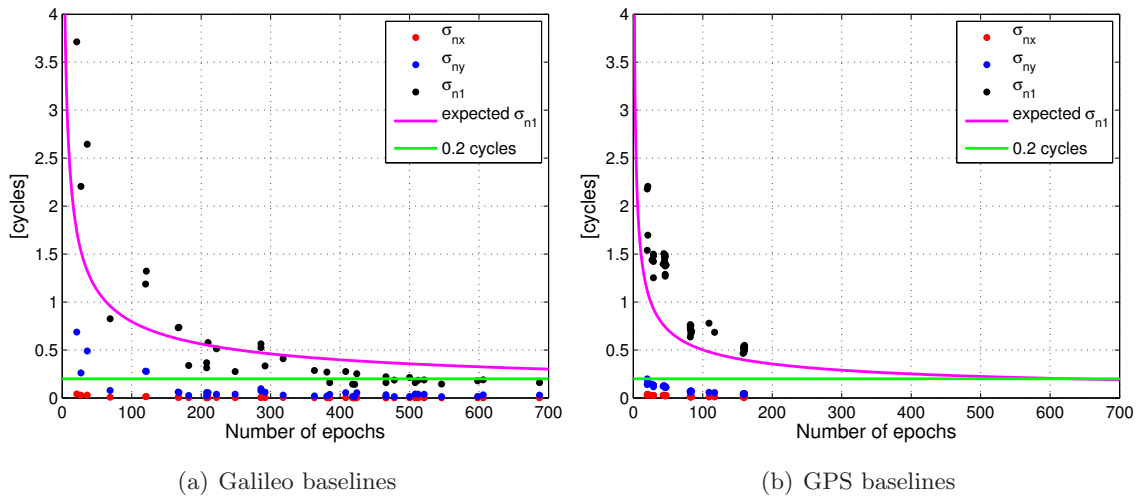 4
3.5
3
2.5
2
1.5
1
0.5
0
[cycles]
0 100 200 300 400 500 600 700
Number of epochs
σnx
σny
σn1
expected σn1
0.2 cycles
(a) Galileo baselines
4
3.5
3
2.5
2
1.5
1
0.5
0
[cycles]
0 100 200 300 400 500 600 700
Number of epochs
σnx
σny
σn1
expected σn1
0.2 cycles
(b) GPS baselines